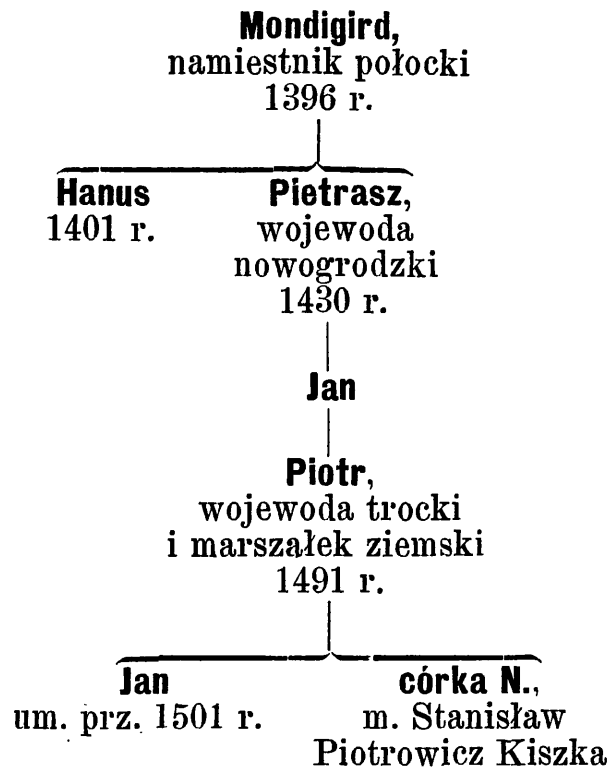 Mondigird,
namiestnik połocki
1396 r.
Hanus
1401 r.
Pietrasz,
wojewoda
nowogrodzki
1430 r.
Jan
Piotr,
wojewoda trocki
i marszałek ziemski
1491 r.
Jan
um. prz. 1501 r.
córka N.,
m. Stanisław
Piotrowicz Kiszka